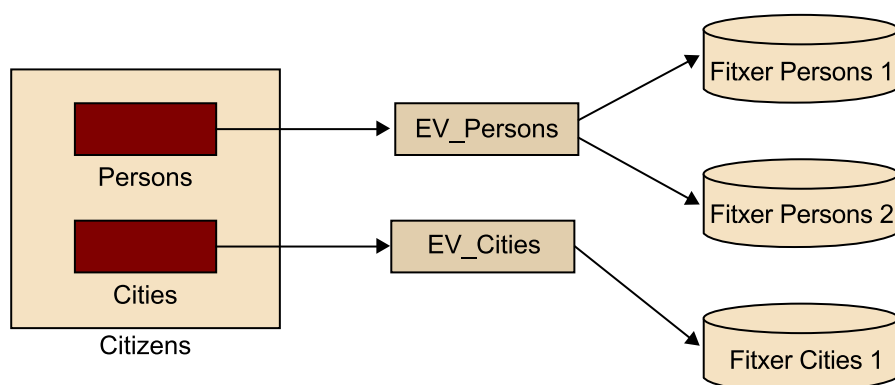 Fitxer Persons 1
EV_Persons
Persons
Fitxer Persons 2
EV_Cities
Cities
Citizens
Fitxer Cities 1